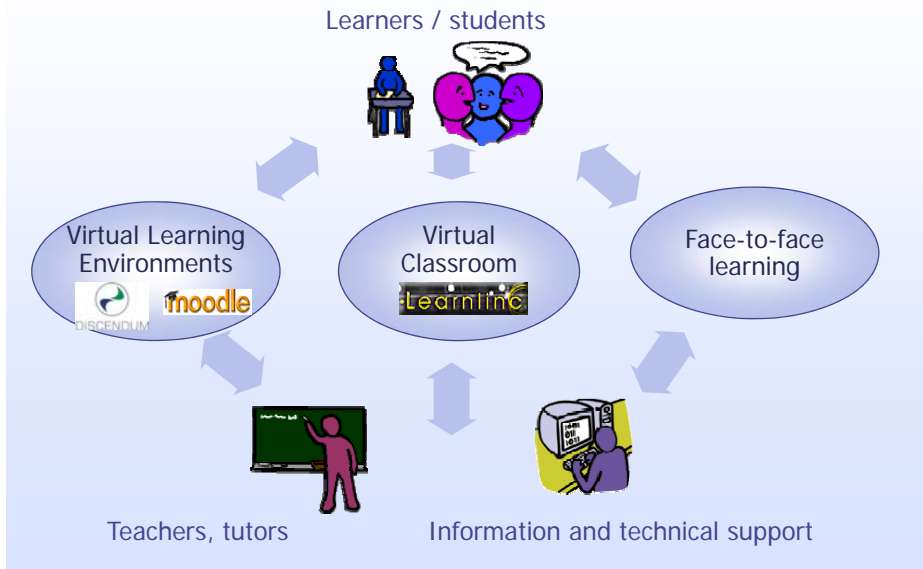 Learners / students
Virtual Learning
Environments
DISCENDUM
moodle
Virtual
Classroom
Learnlinc
Face-to-face
learning
Teachers, tutors
Information and technical support